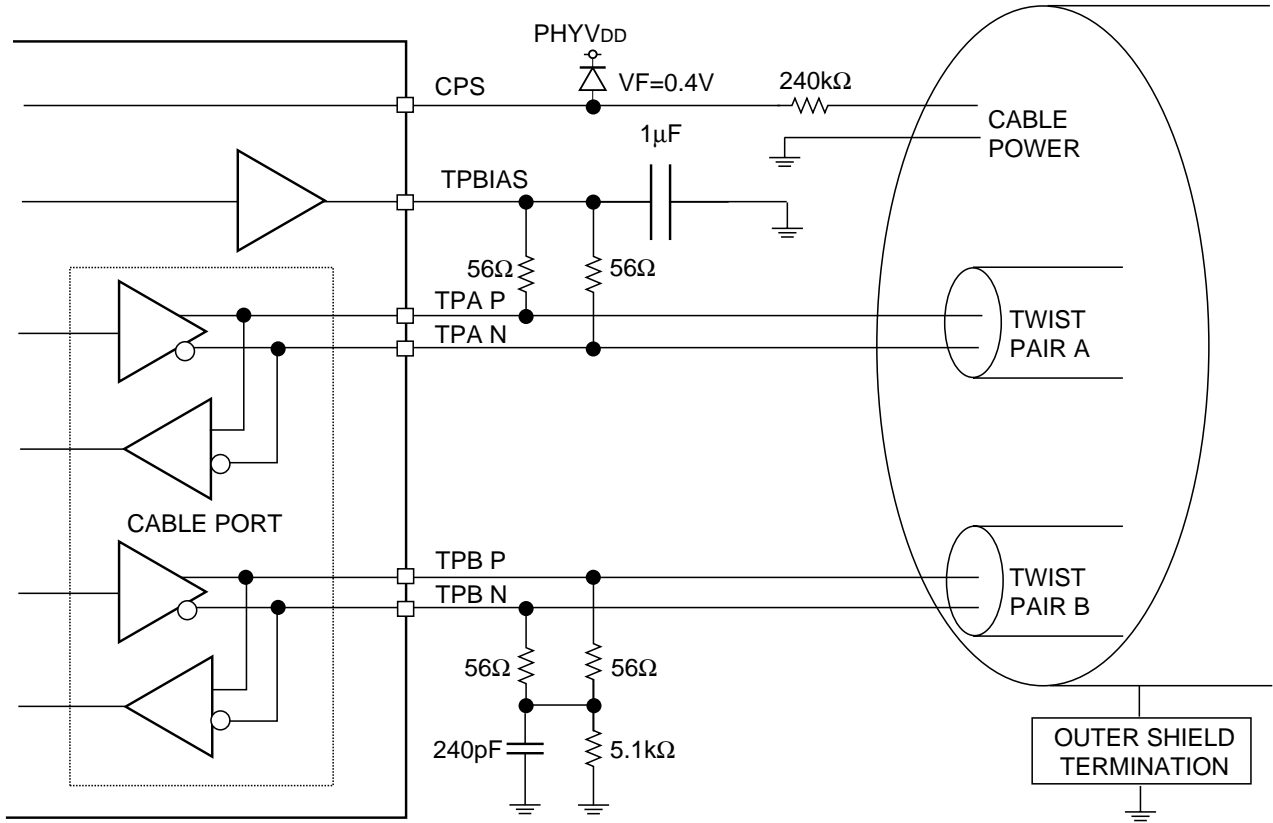 PHYVDD
CPS
VF=0.4V
240kΩ
CABLE
POWER
1μF
TPBIAS
56Ω
56Ω
TPA P
TPA N
TWIST
PAIR A
CABLE PORT
TPB P
TPB N
TWIST
PAIR B
56Ω
56Ω
240pF
5.1kΩ
OUTER SHIELD
TERMINATION